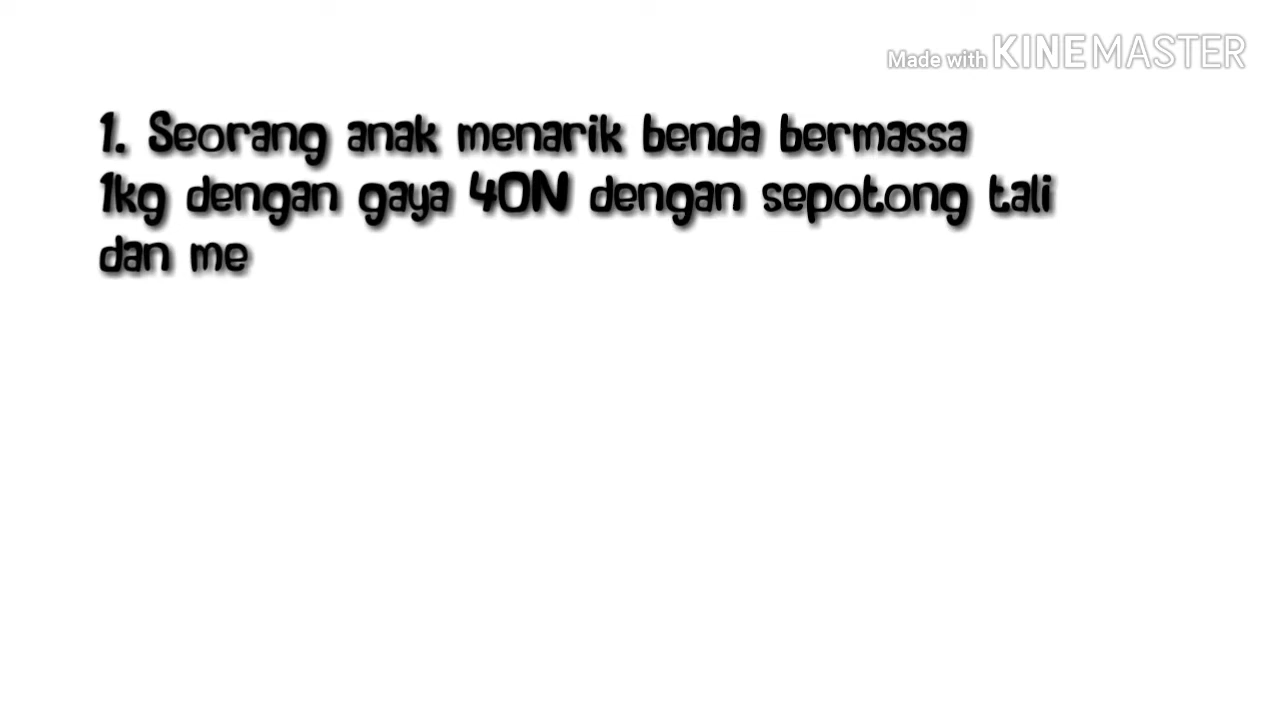 Made with KINEMASTER
1. Seorang anak menarik benda bermassa
1kg dengan gaya 40N dengan sepotong tali
dan me